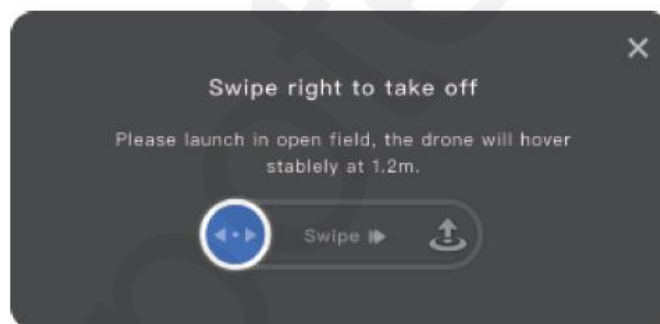 Swipe right to take off
Please launch in open field, the drone will hover
stablely at 1.2m.
Swipe